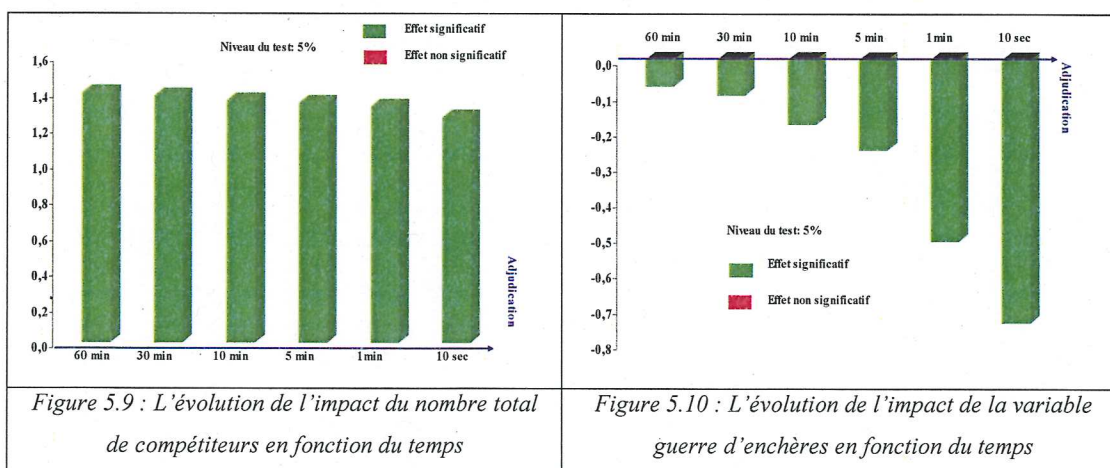 Effet significatif
Niveau du test: 5%
Effet non significatif
1,6
1,4
1,2
1,0
0,8
0,6
0,4
0,2
0,0
60 min 30 min 10 min 5 min 1min 10 sec
Adjudication
Figure 5.9 : L'évolution de l'impact du nombre total
de compétiteurs en fonction du temps
60 min 30 min 10 min 5 min 1min 10 sec
0,0
-0,1
-0,2
-0,3
-0,4
-0,5
-0,6
-0,7
-0,8
Adjudication
Niveau du test: 5%
Effet significatif
Effet non significatif
Figure 5.10 : L'évolution de l'impact de la variable
guerre d'enchères en fonction du temps